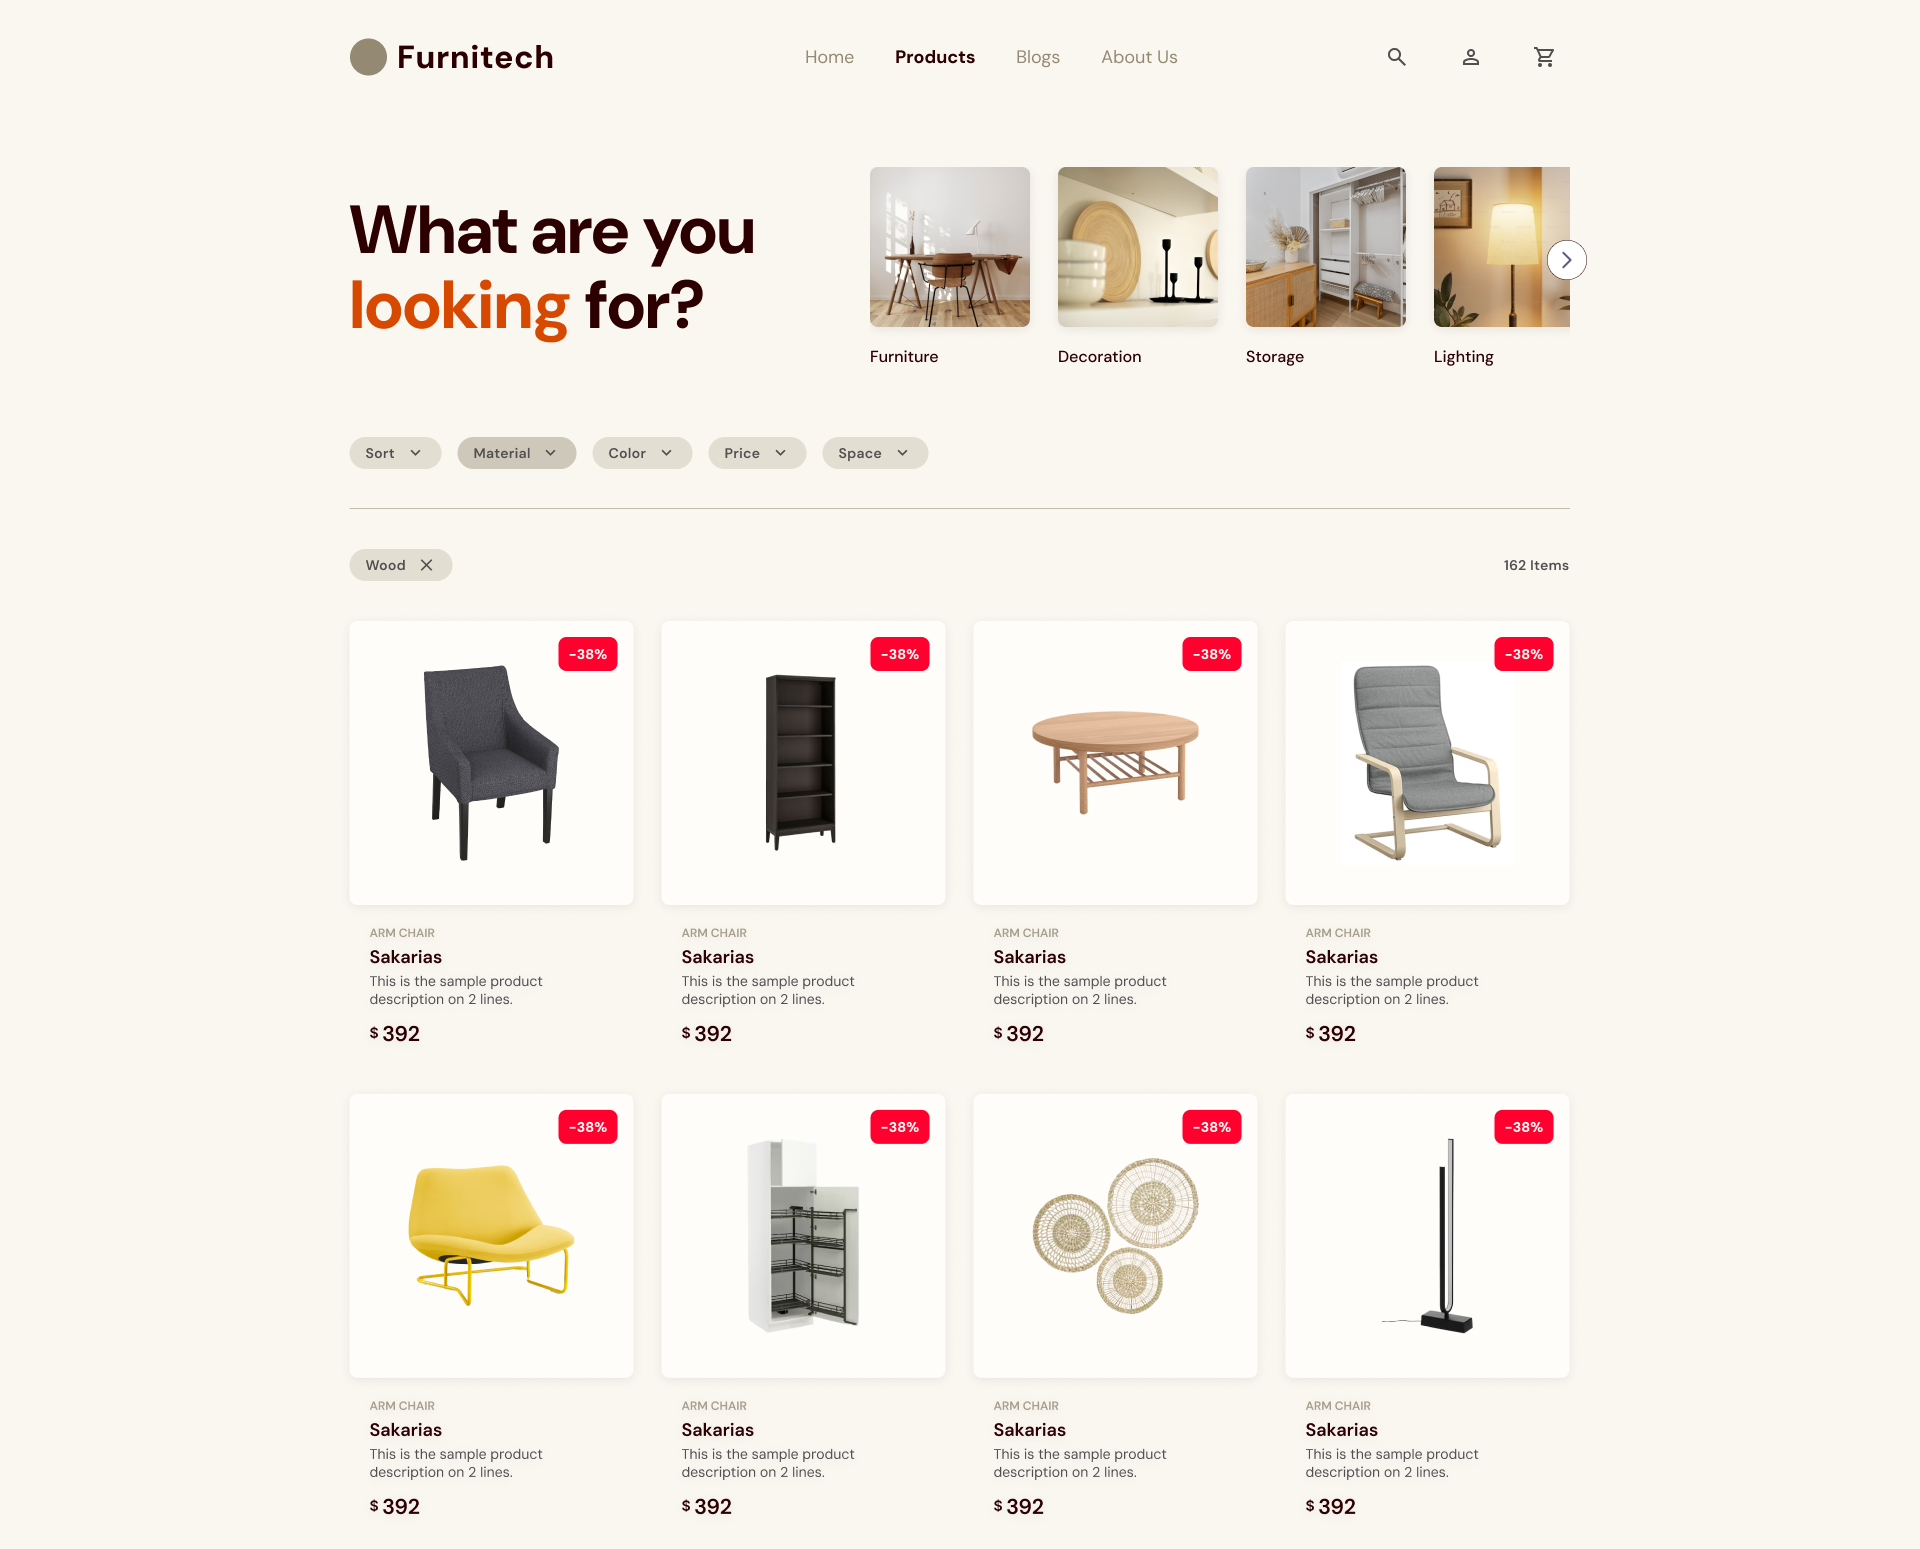 Furnitech
Home
Products
Blogs
About Us
What are you
looking for?
Furniture
Decoration
Storage
Lighting
Sort
Material
Color
Price
Space
Wood
162 Items
-38%
-38%
-38%
-38%
ARM CHAIR
Sakarias
This is the sample product
description on 2 lines.
$ 392
ARM CHAIR
Sakarias
This is the sample product
description on 2 lines.
$ 392
ARM CHAIR
Sakarias
This is the sample product
description on 2 lines.
$ 392
ARM CHAIR
Sakarias
This is the sample product
description on 2 lines.
$ 392
-38%
-38%
-38%
-38%
ARM CHAIR
Sakarias
This is the sample product
description on 2 lines.
$ 392
ARM CHAIR
Sakarias
This is the sample product
description on 2 lines.
$ 392
ARM CHAIR
Sakarias
This is the sample product
description on 2 lines.
$ 392
ARM CHAIR
Sakarias
This is the sample product
description on 2 lines.
$ 392